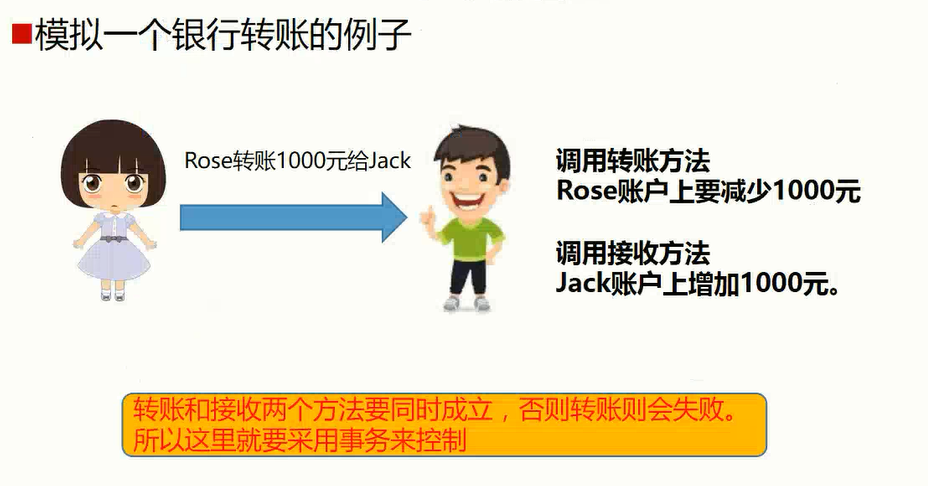 模拟一个银行转账的例子
Rose转账1000元给Jack
调用转账方法
Rose账户上要减少1000元
调用接收方法
Jack账户上增加1000元。
转账和接收两个方法要同时成立，否则转账则会失败。
所以这里就要采用事务来控制